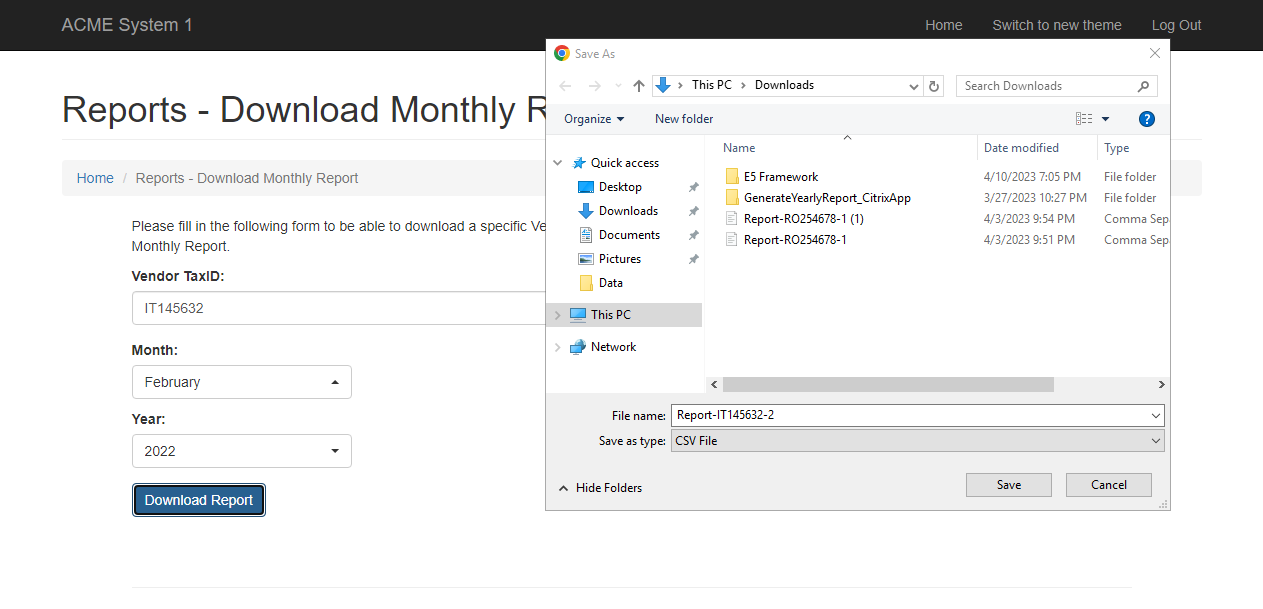 ACME System 1
Home
Switch to new theme
Log Out
Reports - Download Monthly R
Home / Reports - Download Monthly Report
Please fill in the following form to be able to download a specific Ve
Monthly Report.
Vendor TaxID:
IT145632
Month:
February
Year:
2022
Download Report
Save As
This PC > Downloads
Search Downloads
Organize
New folder
?
Quick access
Desktop
Downloads
Documents
Pictures
Data
This PC
Network
Name Date modified Type
E5 Framework 4/10/2023 7:05 PM File folder
GenerateYearlyReport_CitrixApp 3/27/2023 10:27 PM File folder
Report-RO254678-1 (1) 4/3/2023 9:54 PM Comma Sep
Report-RO254678-1 4/3/2023 9:51 PM Comma Sep
File name: Report-IT145632-2
Save as type: CSV File
Hide Folders
Save
Cancel